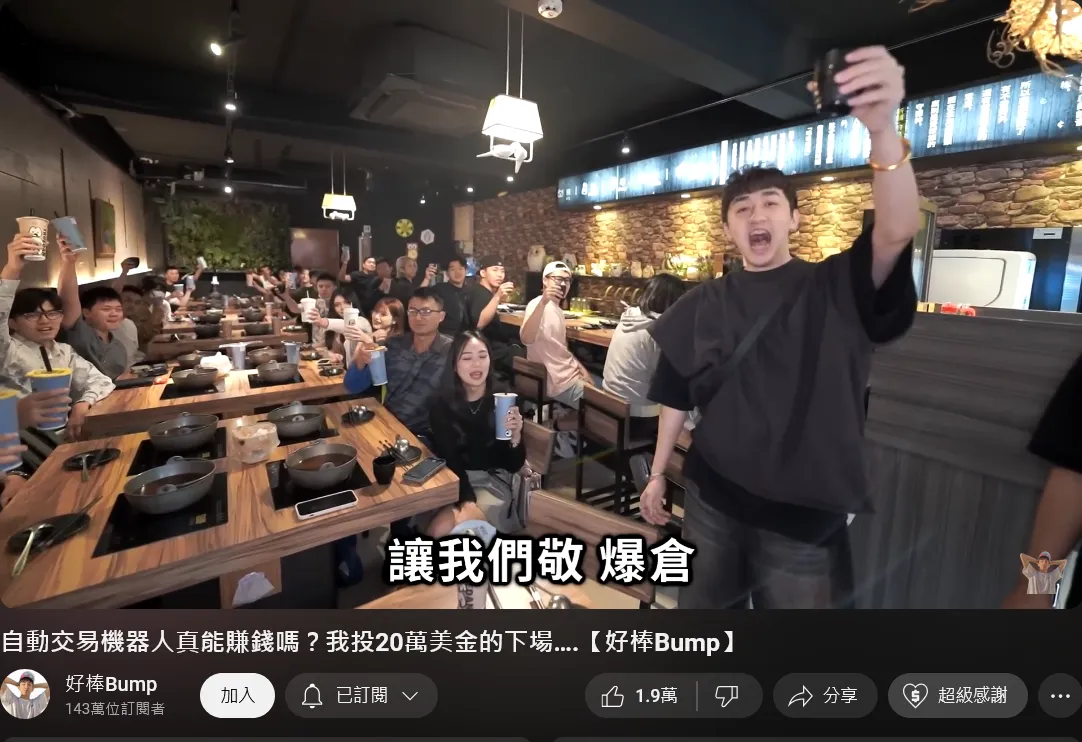 讓我們敬 爆倉
自動交易機器人真能賺錢嗎？我投20萬美金的下場....【好棒Bump】
好棒Bump
143萬位訂閱者
加入
已訂閱
1.9萬
分享
超級感謝